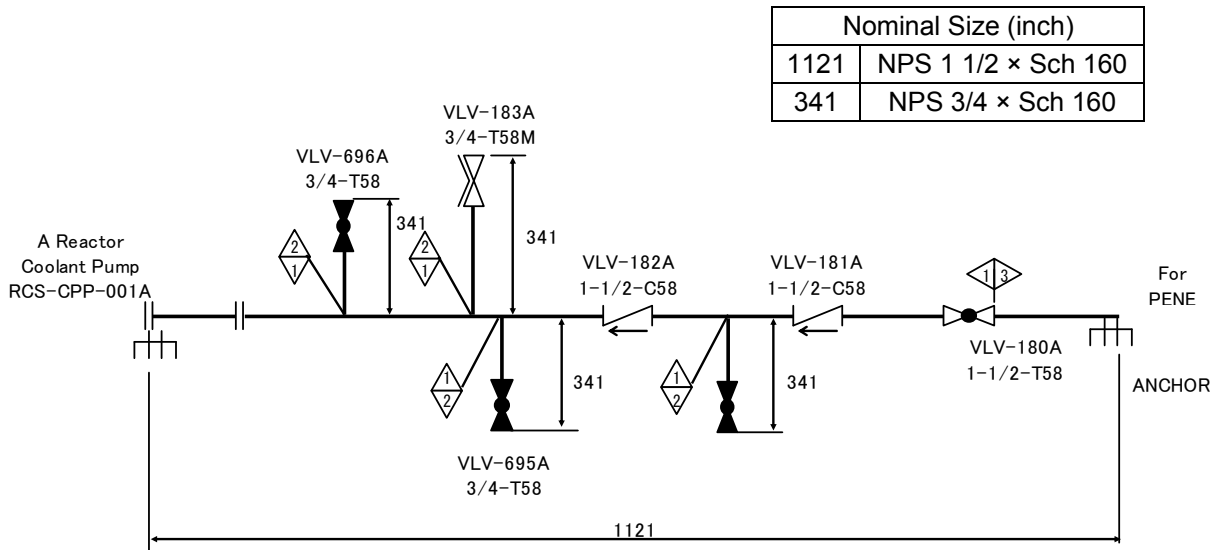 Nominal Size (inch)
1121 NPS 1 1/2 × Sch 160
341 NPS 3/4 × Sch 160
VLV-183A
3/4-T58M
VLV-696A
3/4-T58
341
341
A Reactor
Coolant Pump
RCS-CPP-001A
2
1
2
1
VLV-182A
1-1/2-C58
VLV-181A
1-1/2-C58
1 3
For
PENE
VLV-180A
1-1/2-T58
ANCHOR
1
2
341
1
2
341
VLV-695A
3/4-T58
1121